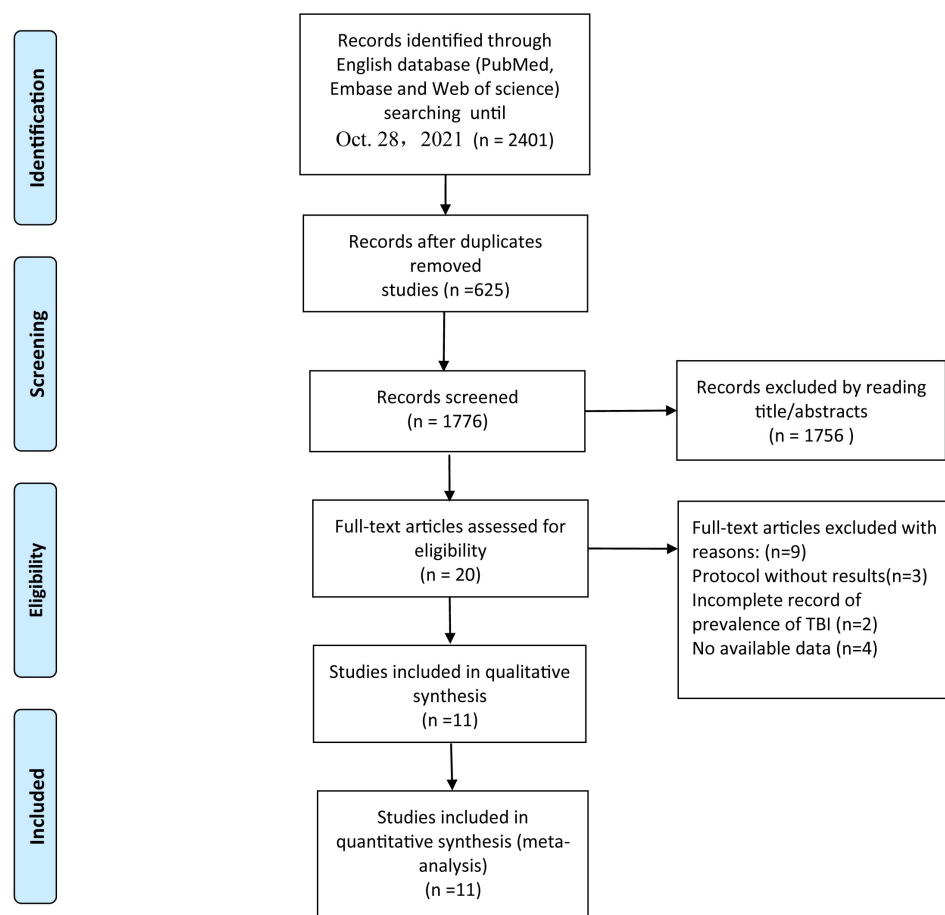 Identification
Records identified through
English database (PubMed,
Embase and Web of science)
searching until
Oct. 28，2021 (n = 2401)
Records after duplicates
removed
studies (n =625)
Screening
Records screened
(n = 1776)
Records excluded by reading
title/abstracts
(n = 1756 )
Eligibility
Full-text articles assessed for
eligibility
(n = 20)
Full-text articles excluded with
reasons: (n=9)
Protocol without results(n=3)
Incomplete record of
prevalence of TBI (n=2)
No available data (n=4)
Studies included in qualitative
synthesis
(n =11)
Included
Studies included in
quantitative synthesis (meta-
analysis)
(n =11)